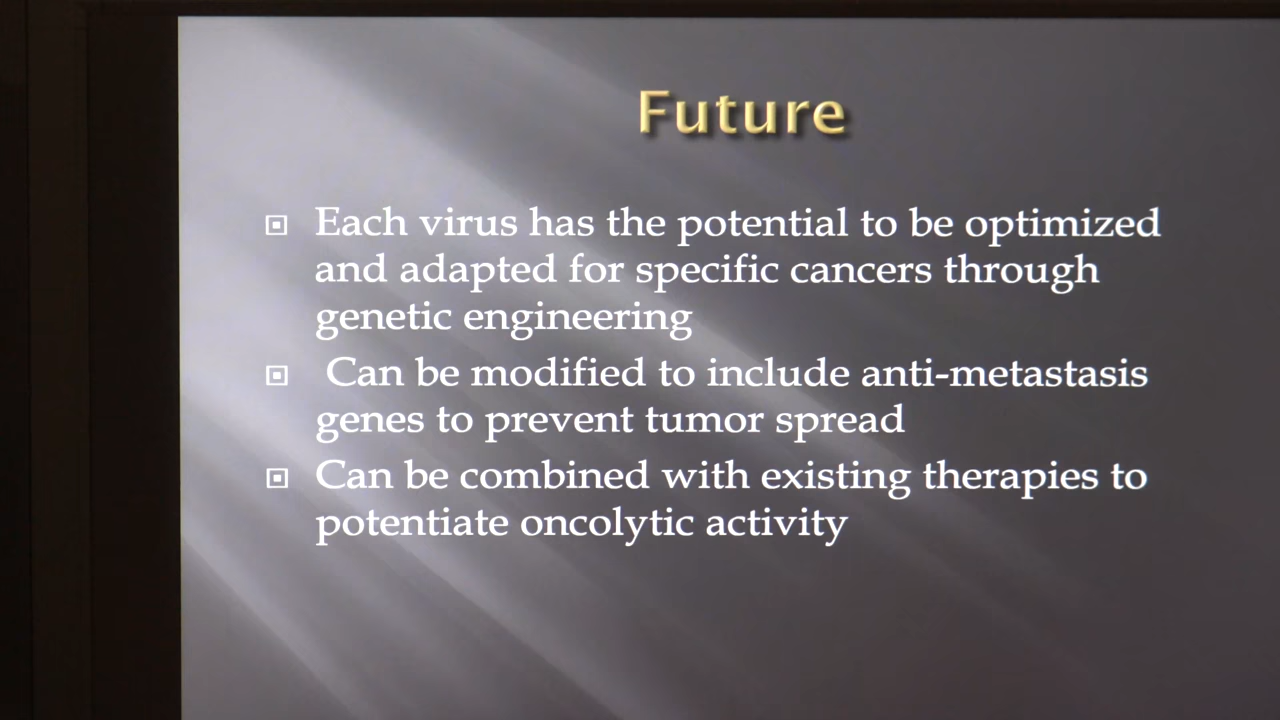 Future
Each virus has the potential to be optimized
and adapted for specific cancers through
genetic engineering
Can be modified to include anti-metastasis
genes to prevent tumor spread
Can be combined with existing therapies to
potentiate oncolytic activity